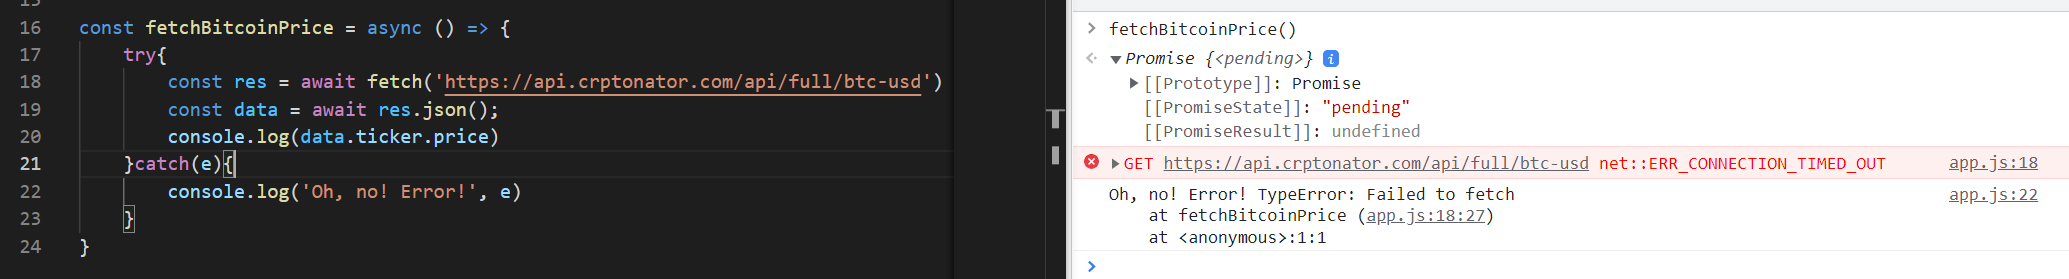 15
16 const fetchBitcoinPrice = async () => {
17 try{
18 const res = await fetch('https://api.crptonator.com/api/full/btc-usd')
19 const data = await res.json();
20 console.log(data.ticker.price)
21 }catch(e){
22 console.log('Oh, no! Error!', e)
23 }
24 }
> fetchBitcoinPrice()
Promise {<pending>} i
[[Prototype]]: Promise
[[PromiseState]]: "pending"
[[PromiseResult]]: undefined
GET https://api.crptonator.com/api/full/btc-usd net::ERR_CONNECTION_TIMED_OUT app.js:18
Oh, no! Error! TypeError: Failed to fetch app.js:22
at fetchBitcoinPrice (app.js:18:27)
at <anonymous>:1:1
>